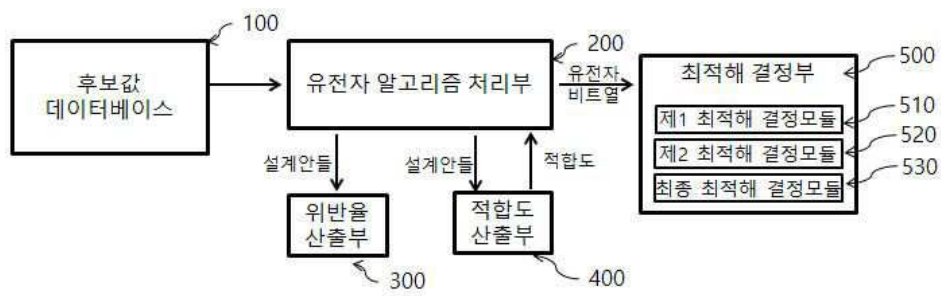 100
후보값
데이터베이스
200
유전자 알고리즘 처리부
유전자
비트열
500
최적해 결정부
510
제1 최적해 결정모듈
520
제2 최적해 결정모듈
530
최종 최적해 결정모듈
설계안들
설계안들
적합도
위반율
산출부
300
적합도
산출부
400